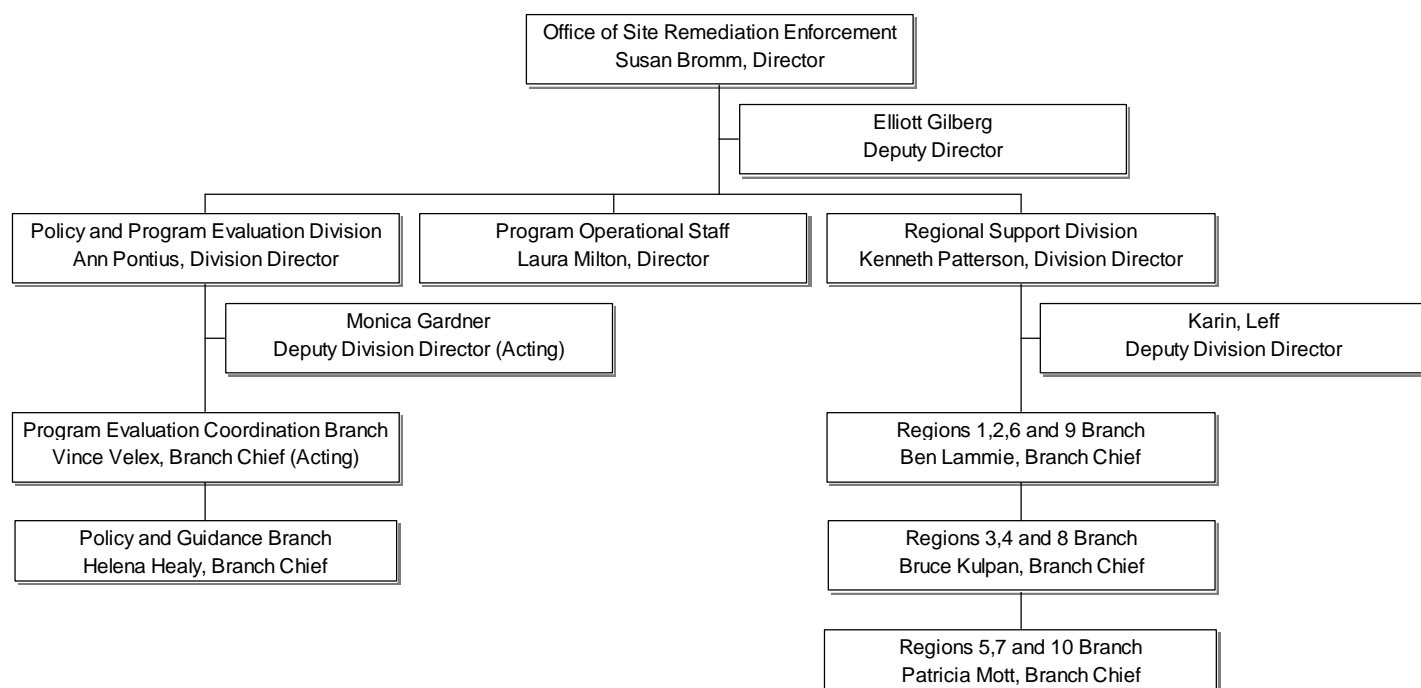 Office of Site Remediation Enforcement
Susan Bromm, Director
Elliott Gilberg
Deputy Director
Policy and Program Evaluation Division
Ann Pontius, Division Director
Program Operational Staff
Laura Milton, Director
Regional Support Division
Kenneth Patterson, Division Director
Monica Gardner
Deputy Division Director (Acting)
Karin, Leff
Deputy Division Director
Program Evaluation Coordination Branch
Vince Velex, Branch Chief (Acting)
Regions 1,2,6 and 9 Branch
Ben Lammie, Branch Chief
Policy and Guidance Branch
Helena Healy, Branch Chief
Regions 3,4 and 8 Branch
Bruce Kulpan, Branch Chief
Regions 5,7 and 10 Branch
Patricia Mott, Branch Chief